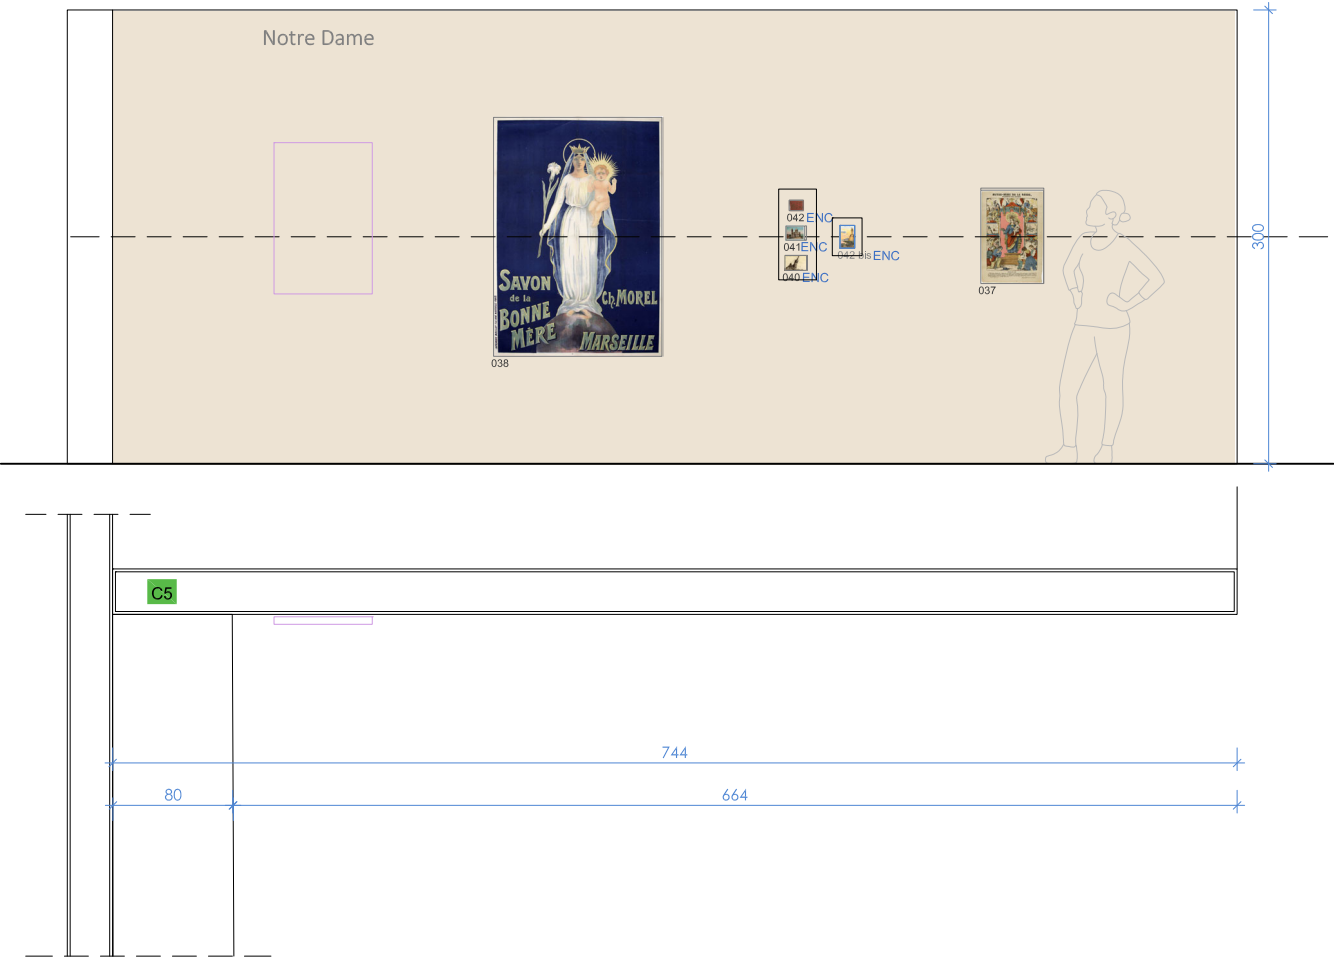 Notre Dame
SAVON
de la
BONNE
MÈRE
Ch. MOREL
MARSEILLE
038
042 ENC
041 ENC
040 ENC
042 bis ENC
037
300
C5
744
80
664